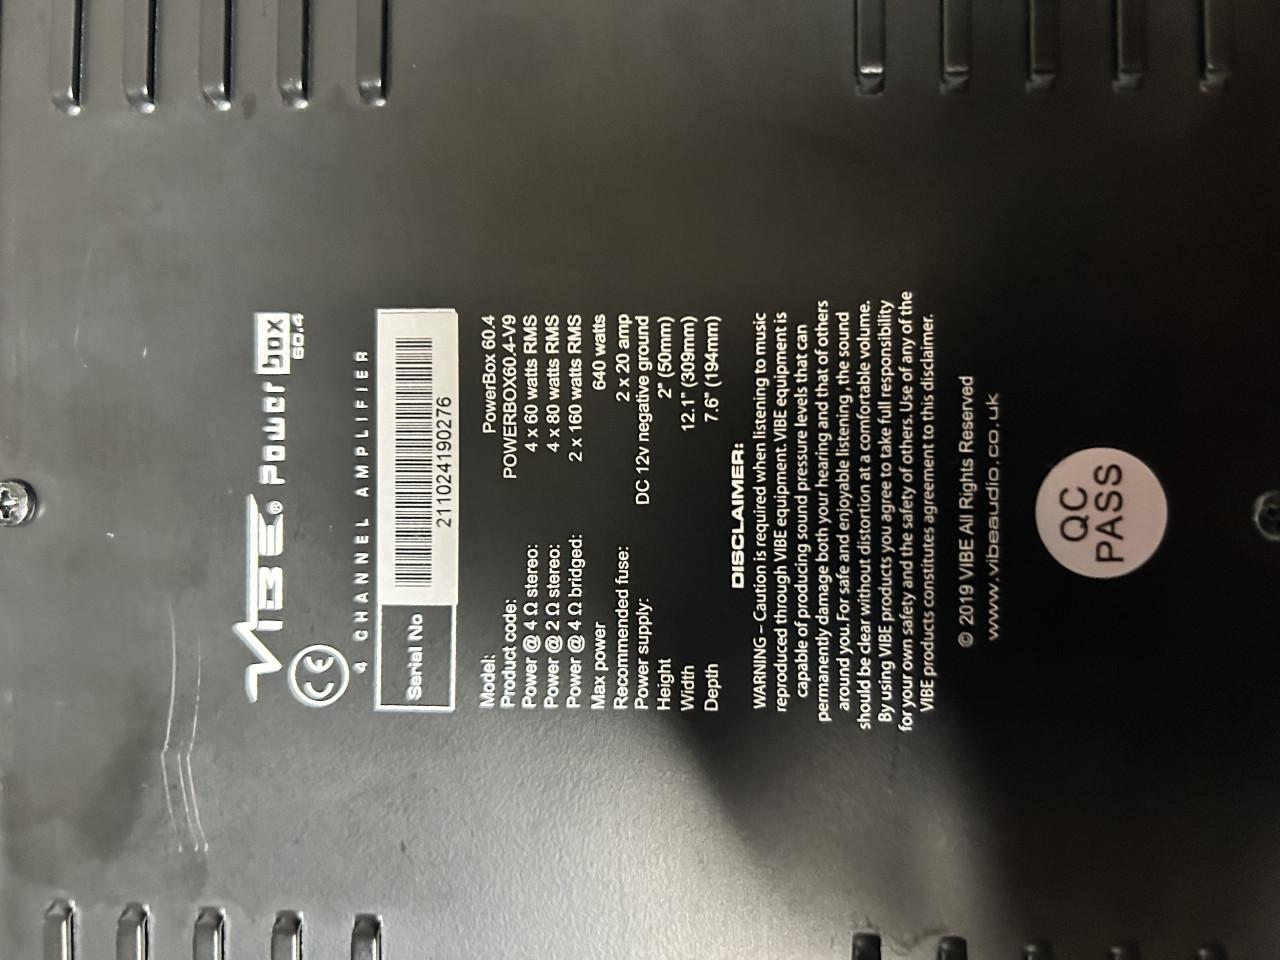 VIBE® Power box
60.4
CE
4 CHANNEL AMPLIFIER
Serial No 211024190276
Model: PowerBox 60.4
Product code: POWERBOX60.4-V9
Power @ 4 Ω stereo: 4 x 60 watts RMS
Power @ 2 Ω stereo: 4 x 80 watts RMS
Power @ 4 Ω bridged: 2 x 160 watts RMS
Max power 640 watts
Recommended fuse: 2 x 20 amp
Power supply: DC 12v negative ground
Height 2" (50mm)
Width 12.1" (309mm)
Depth 7.6" (194mm)
DISCLAIMER:
WARNING – Caution is required when listening to music
reproduced through VIBE equipment. VIBE equipment is
capable of producing sound pressure levels that can
permanently damage both your hearing and that of others
around you. For safe and enjoyable listening , the sound
should be clear without distortion at a comfortable volume.
By using VIBE products you agree to take full responsibility
for your own safety and the safety of others. Use of any of the
VIBE products constitutes agreement to this disclaimer.
© 2019 VIBE All Rights Reserved
www.vibeaudio.co.uk
QC
PASS